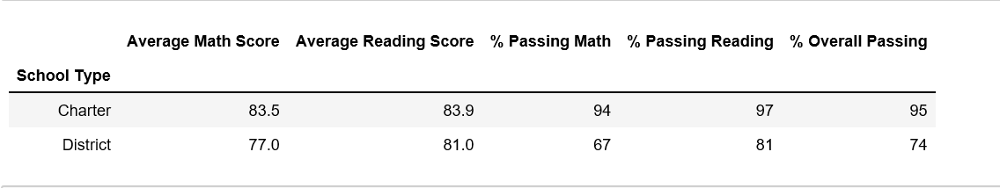 Average Math Score Average Reading Score % Passing Math % Passing Reading % Overall Passing
School Type
Charter 83.5 83.9 94 97 95
District 77.0 81.0 67 81 74